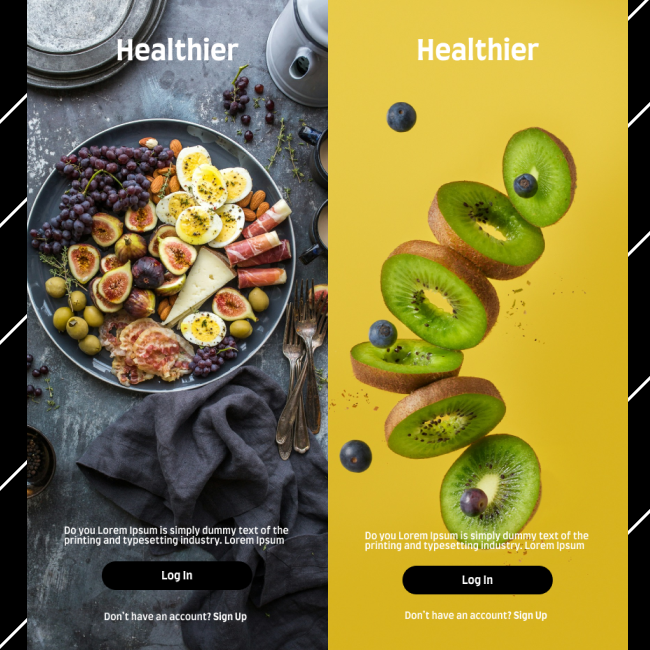 Healthier
Do you Lorem Ipsum is simply dummy text of the
printing and typesetting industry. Lorem Ipsum
Log In
Don't have an account? Sign Up
Healthier
Do you Lorem Ipsum is simply dummy text of the
printing and typesetting industry. Lorem Ipsum
Log In
Don't have an account? Sign Up